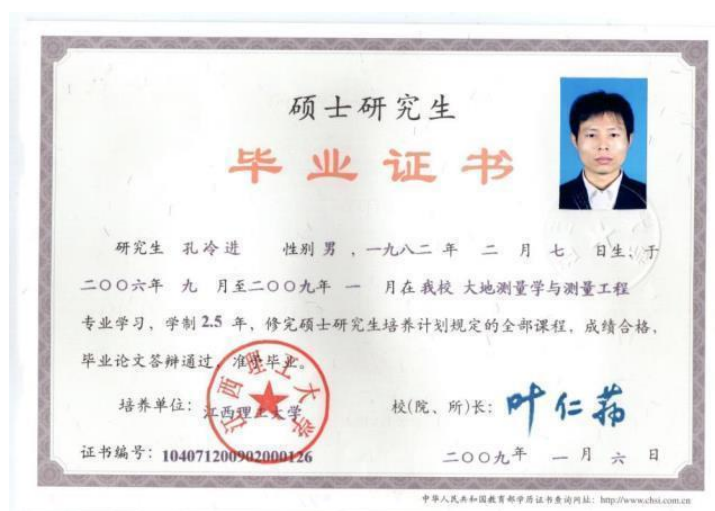 硕士研究生
毕业证书
研究生 孔冷进 性别 男 ，一九八二 年 二 月 七 日生，于
二〇〇六年 九 月至二〇〇九年 一 月在我校 大地测量学与测量工程
专业学习，学制 2.5 年，修完硕士研究生培养计划规定的全部课程，成绩合格，
毕业论文答辩通过，准予毕业。
江西理工大学
培养单位：江西理工大学 校(院、所)长：叶仁荪
证书编号：104071200902000126 二〇〇九年 一 月 六 日
中华人民共和国教育部学历证书查询网址：http://www.chsi.com.cn